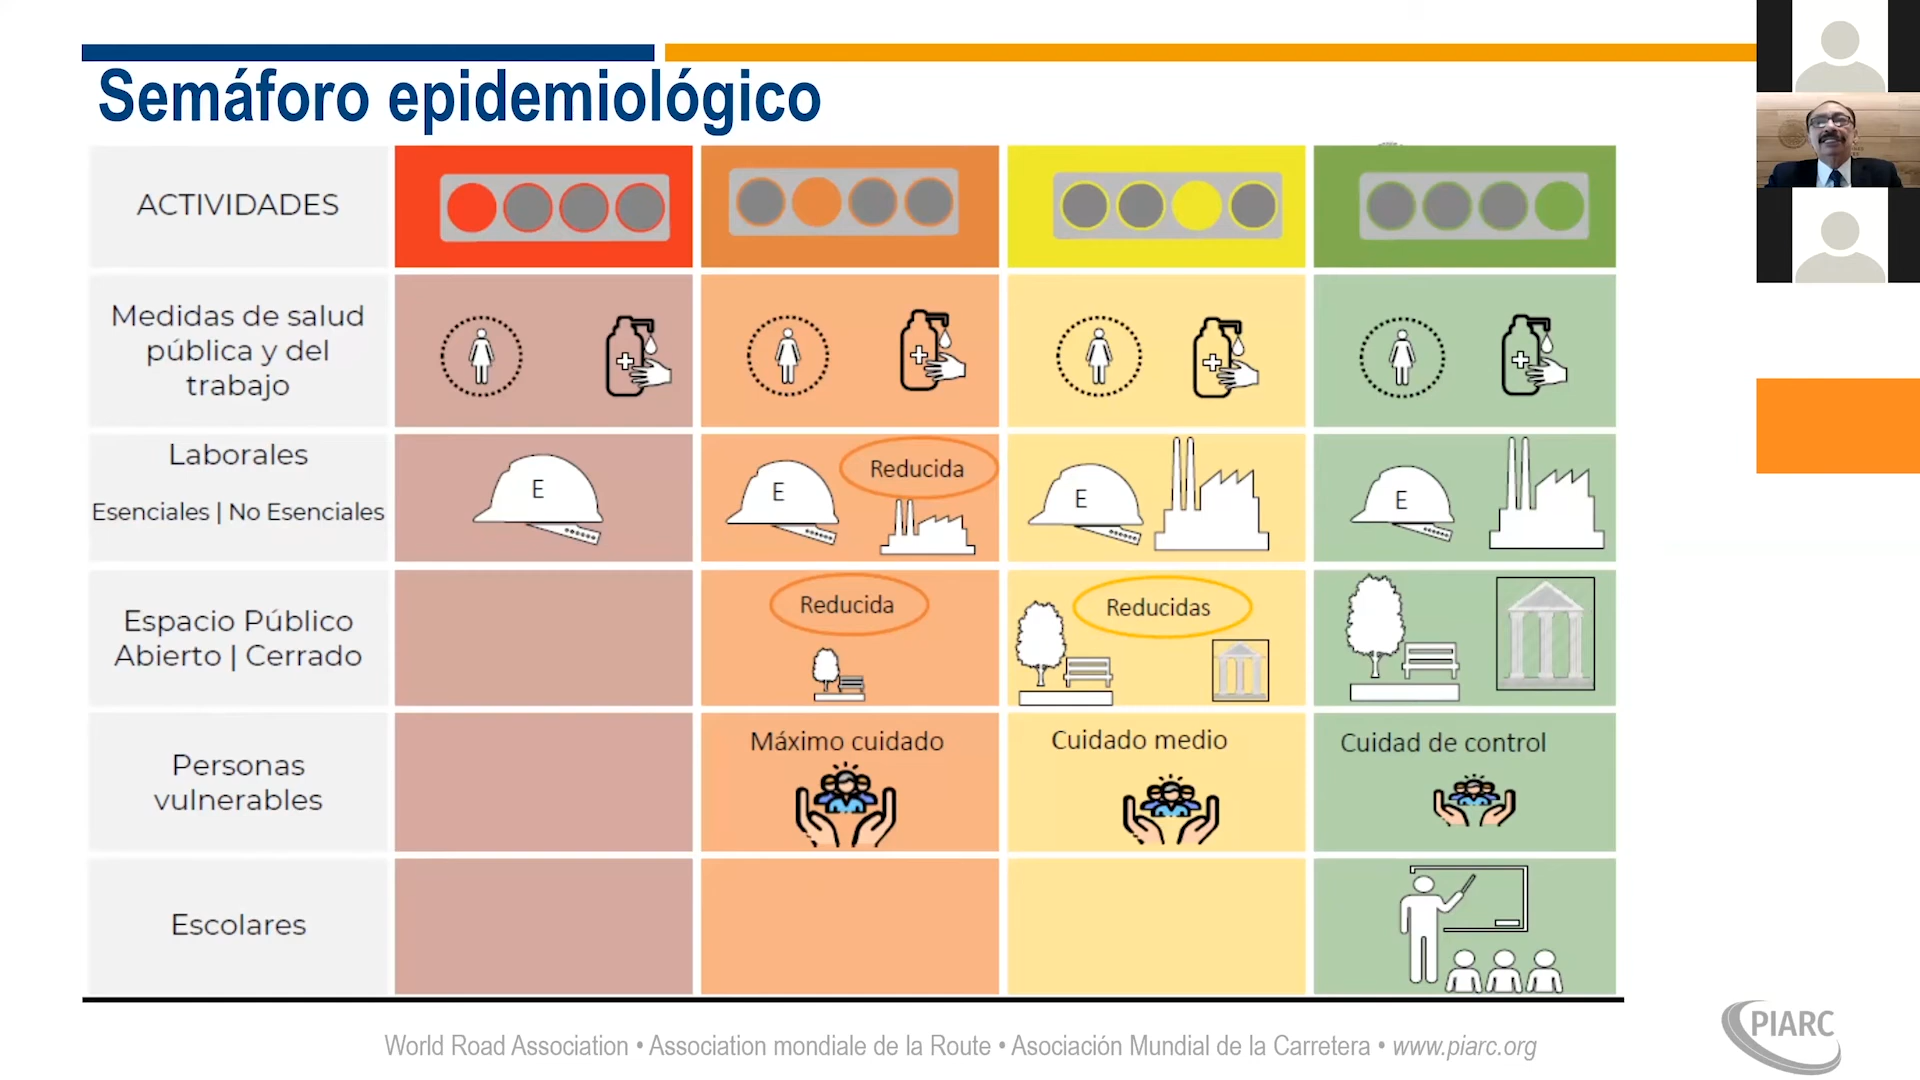 Semáforo epidemiológico
ACTIVIDADES
Medidas de salud
pública y del
trabajo
Laborales
Esenciales | No Esenciales
E
E
Reducida
E
E
Espacio Público
Abierto | Cerrado
Reducida
Reducidas
Personas
vulnerables
Máximo cuidado
Cuidado medio
Cuidad de control
Escolares
World Road Association • Association mondiale de la Route • Asociación Mundial de la Carretera • www.piarc.org
PIARC